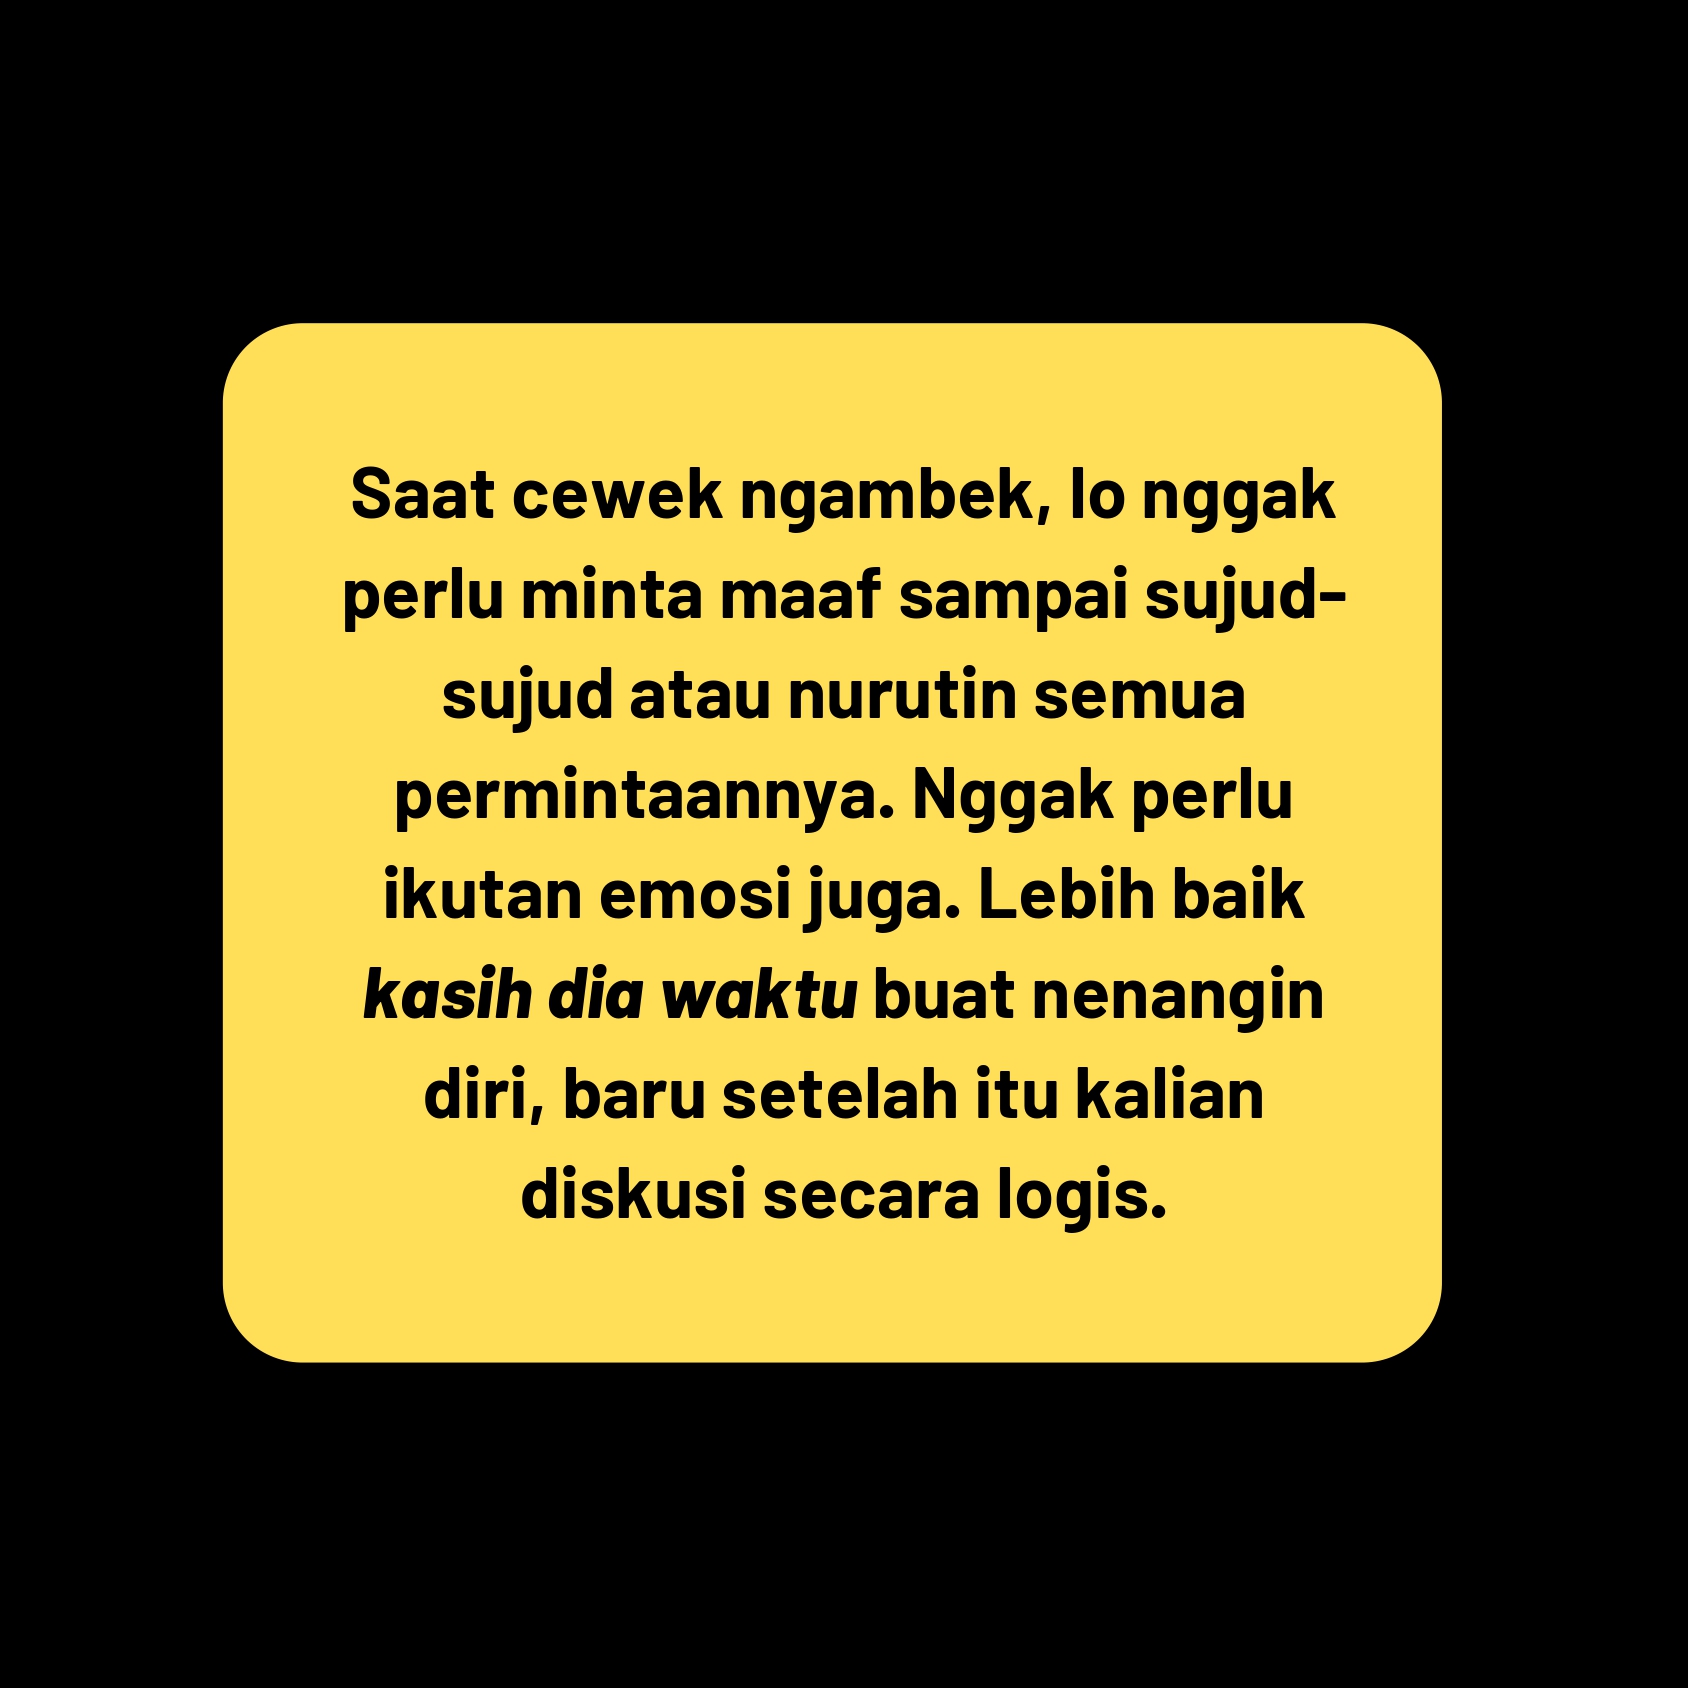 Saat cewek ngambek, lo nggak
perlu minta maaf sampai sujud-
sujud atau nurutin semua
permintaannya. Nggak perlu
ikutan emosi juga. Lebih baik
kasih dia waktu buat nenangin
diri, baru setelah itu kalian
diskusi secara logis.